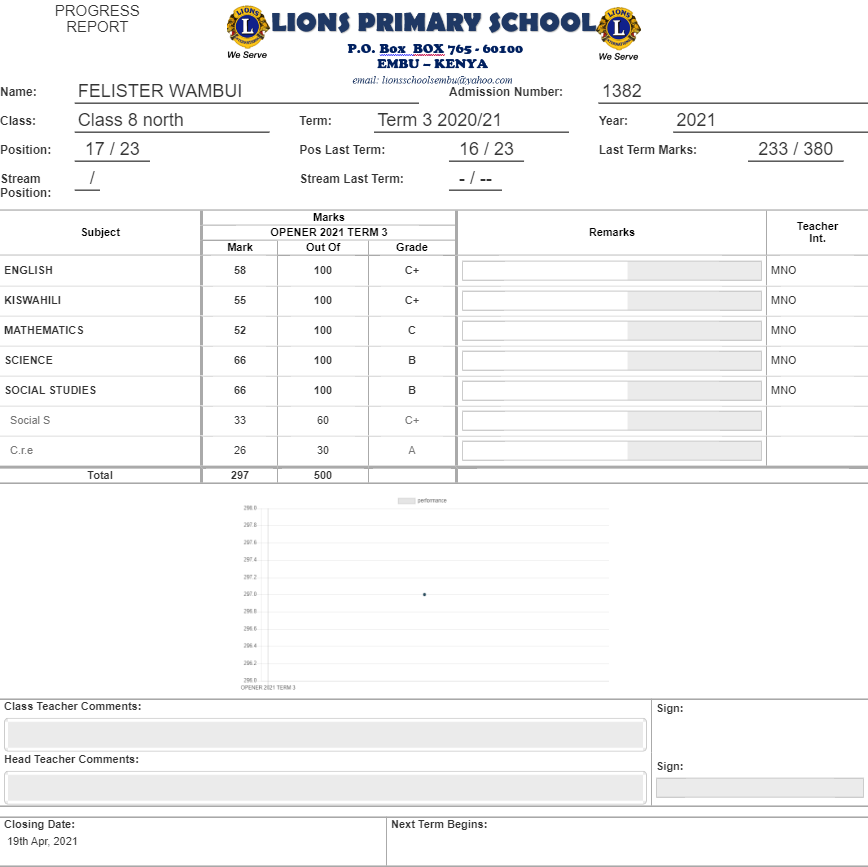 PROGRESS REPORT
LIONS PRIMARY SCHOOL
LIONS
L
We Serve
LIONS
L
We Serve
P.O. Box BOX 765 - 60100
EMBU – KENYA
email: lionsschoolsembu@yahoo.com
Name: FELISTER WAMBUI Admission Number: 1382
Class: Class 8 north Term: Term 3 2020/21 Year: 2021
Position: 17 / 23 Pos Last Term: 16 / 23 Last Term Marks: 233 / 380
Stream Position: / Stream Last Term: - / --
Subject Marks Remarks Teacher Int.
OPENER 2021 TERM 3
Mark Out Of Grade
ENGLISH 58 100 C+ MNO
KISWAHILI 55 100 C+ MNO
MATHEMATICS 52 100 C MNO
SCIENCE 66 100 B MNO
SOCIAL STUDIES 66 100 B MNO
Social S 33 60 C+
C.r.e 26 30 A
Total 297 500
performance
298.0
297.8
297.6
297.4
297.2
297.0
296.8
296.6
296.4
296.2
296.0
OPENER 2021 TERM 3
Class Teacher Comments: Sign:
Head Teacher Comments: Sign:
Closing Date: Next Term Begins:
19th Apr, 2021